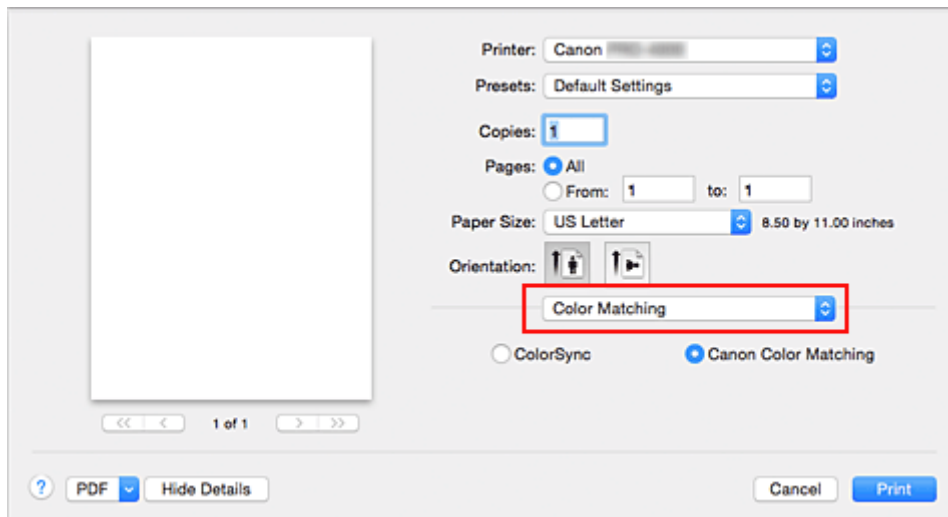 Printer: Canon
Presets: Default Settings
Copies: 1
Pages: All
From: 1 to: 1
Paper Size: US Letter 8.50 by 11.00 inches
Orientation:
Color Matching
ColorSync Canon Color Matching
1 of 1
? PDF Hide Details Cancel Print